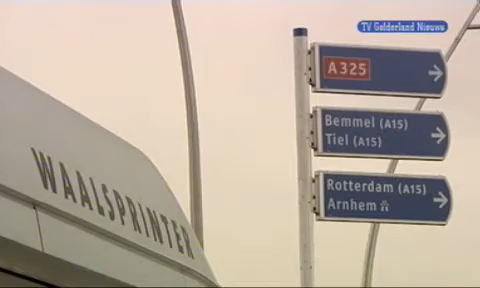 TV Gelderland Nieuws
A325
Bemmel (A15)
Tiel (A15)
Rotterdam (A15)
Arnhem
WAALSPRINTER